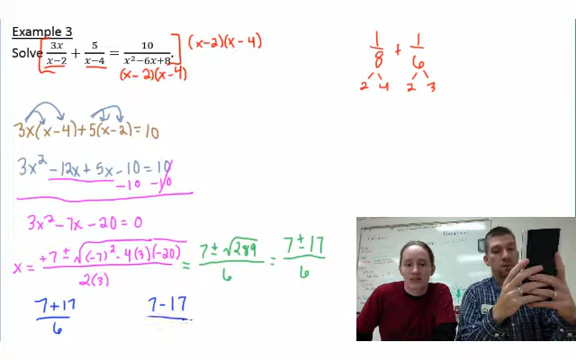 Example 3
Solve [3x/(x-2) + 5/(x-4) = 10/(x²-6x+8).] (x-2)(x-4)
(x-2)(x-4)
1/8 + 1/6
2 4 2 3
3x(x-4)+5(x-2)=10
3x² -12x+5x-10=10
-10 -10
3x²-7x-20=0
x = (+7 ± √((-7)²-4(3)(-20)))/(2(3)) = (7±√289)/6 = (7±17)/6
(7+17)/6 7-17